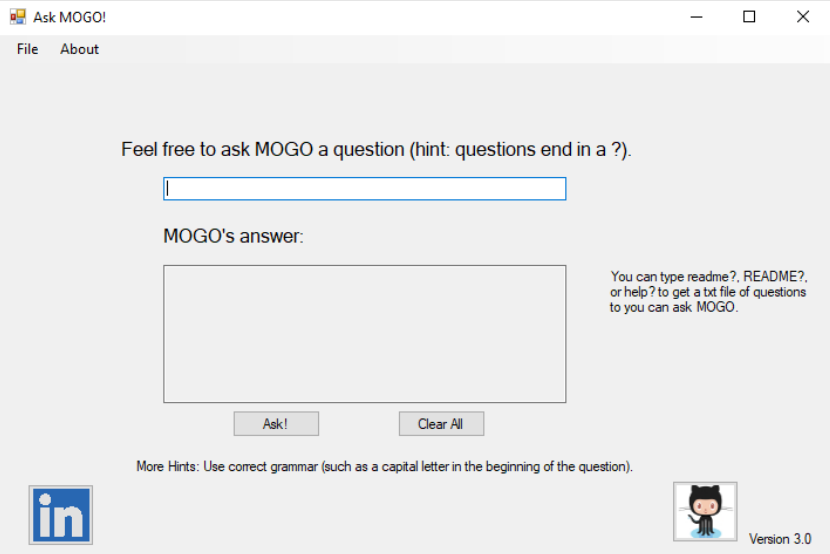 Ask MOGO!
File About
Feel free to ask MOGO a question (hint: questions end in a ?).
MOGO's answer:
You can type readme?, README?,
or help? to get a txt file of questions
to you can ask MOGO.
Ask! Clear All
More Hints: Use correct grammar (such as a capital letter in the beginning of the question).
in
Version 3.0